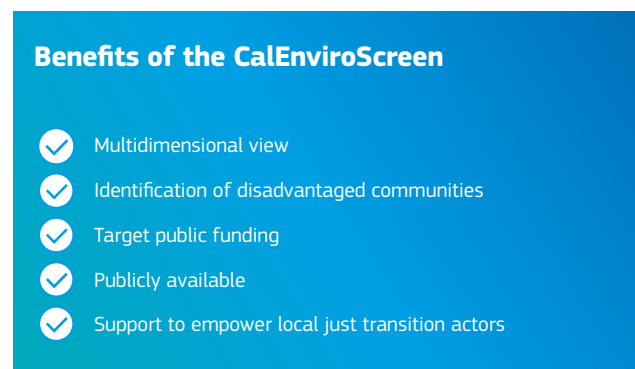 Benefits of the CalEnviroScreen
Multidimensional view
Identification of disadvantaged communities
Target public funding
Publicly available
Support to empower local just transition actors